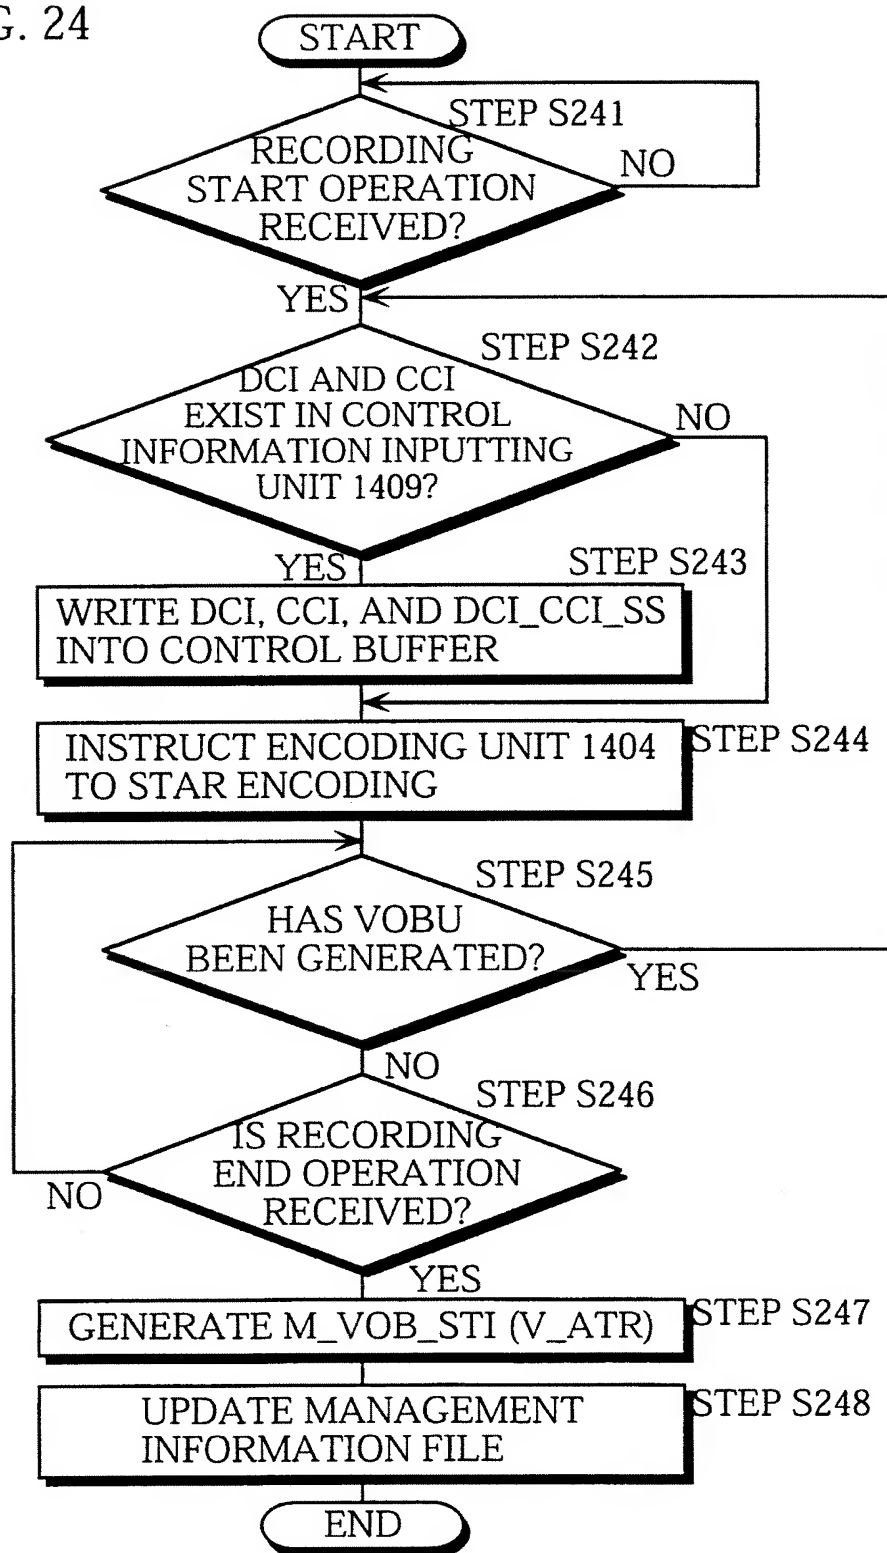 G. 24
START
STEP S241
RECORDING
START OPERATION
RECEIVED?
NO
YES
STEP S242
DCI AND CCI
EXIST IN CONTROL
INFORMATION INPUTTING
UNIT 1409?
NO
YES
STEP S243
WRITE DCI, CCI, AND DCI_CCI_SS
INTO CONTROL BUFFER
INSTRUCT ENCODING UNIT 1404
TO STAR ENCODING
STEP S244
STEP S245
HAS VOBU
BEEN GENERATED?
YES
NO
STEP S246
IS RECORDING
END OPERATION
RECEIVED?
NO
YES
GENERATE M_VOB_STI (V_ATR)
STEP S247
UPDATE MANAGEMENT
INFORMATION FILE
STEP S248
END